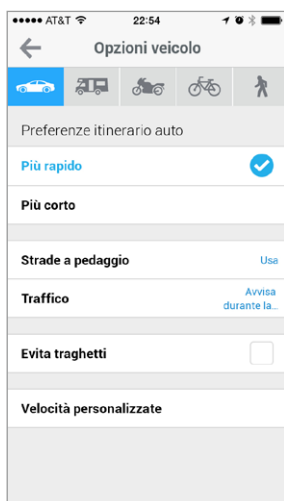 AT&T 22:54
Opzioni veicolo
Preferenze itinerario auto
Più rapido
Più corto
Strade a pedaggio Usa
Traffico Avvisa
durante la...
Evita traghetti
Velocità personalizzate